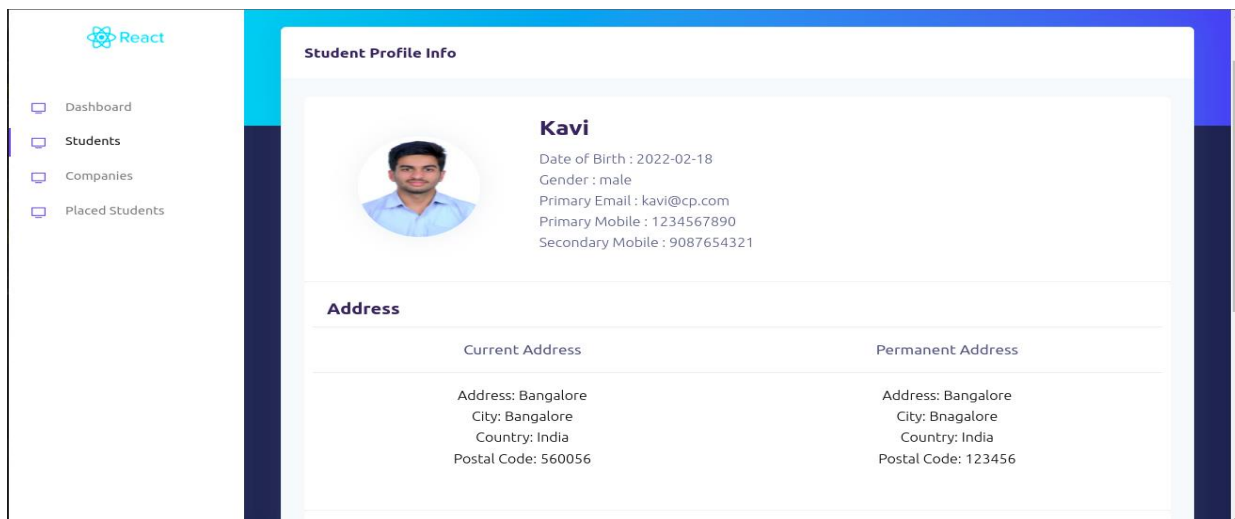 React
Dashboard
Students
Companies
Placed Students
Student Profile Info
Kavi
Date of Birth : 2022-02-18
Gender : male
Primary Email : kavi@cp.com
Primary Mobile : 1234567890
Secondary Mobile : 9087654321
Address
Current Address
Address: Bangalore
City: Bangalore
Country: India
Postal Code: 560056
Permanent Address
Address: Bangalore
City: Bnagalore
Country: India
Postal Code: 123456